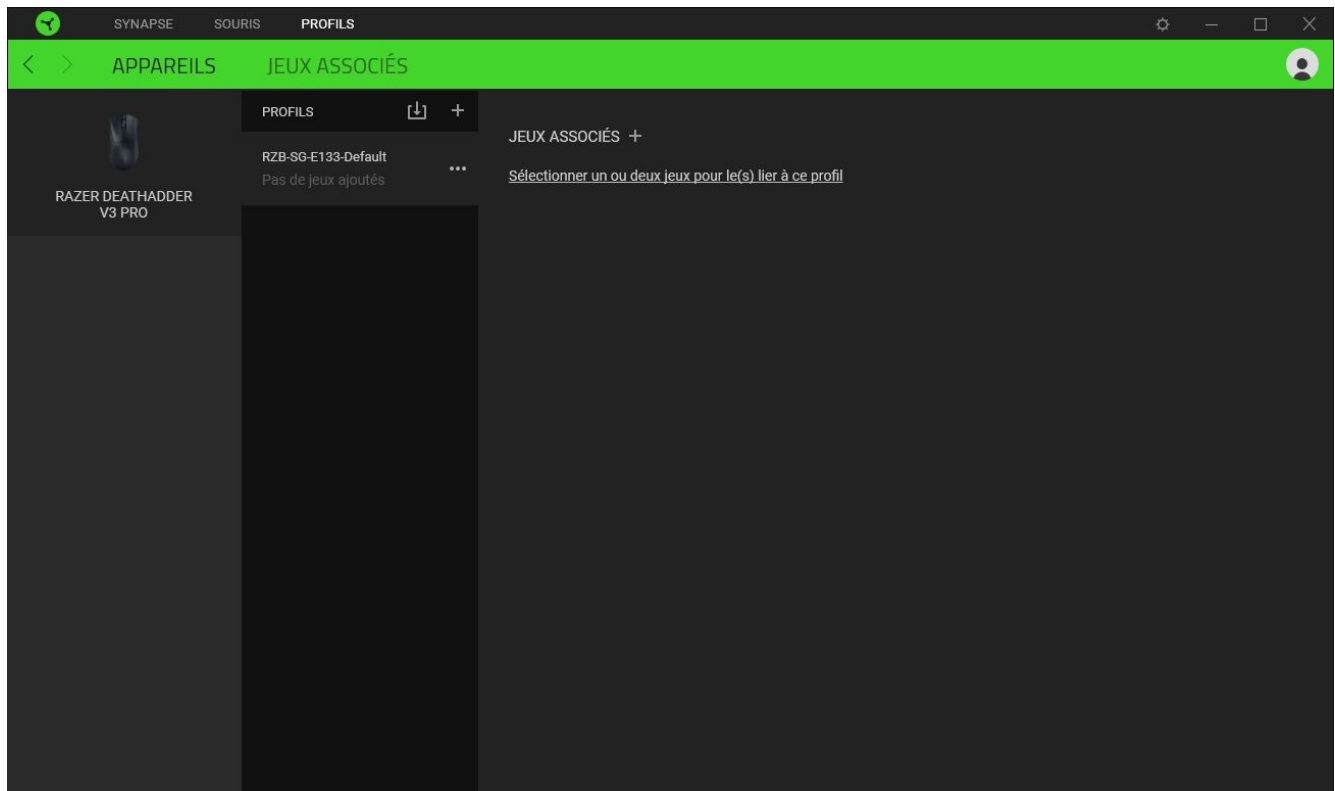 SYNAPSE SOURIS PROFILS
APPAREILS JEUX ASSOCIÉS
RAZER DEATHADDER
V3 PRO
PROFILS
RZB-SG-E133-Default
Pas de jeux ajoutés
JEUX ASSOCIÉS +
Sélectionner un ou deux jeux pour le(s) lier à ce profil